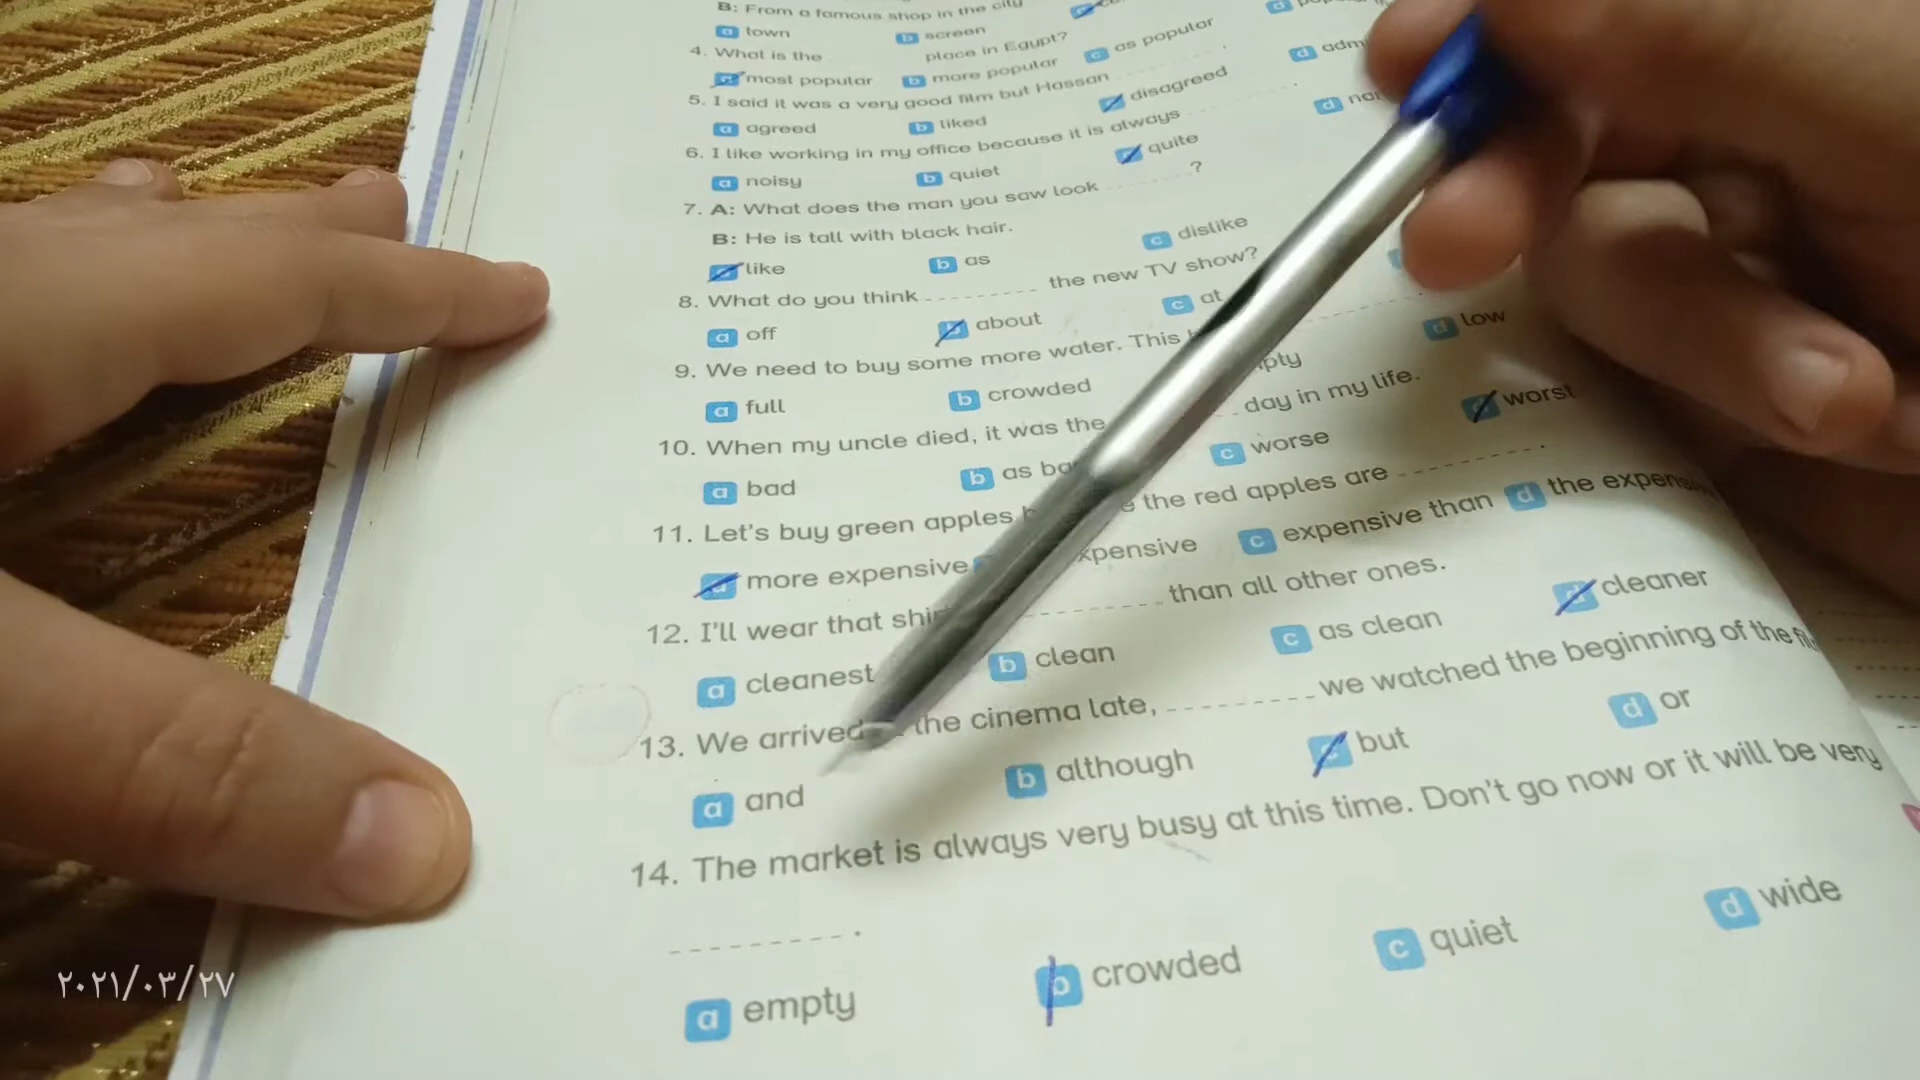 B: From a famous shop in the city
a town b screen
4. What is the place in Egypt?
a most popular b more popular c as popular d
5. I said it was a very good film but Hassan .
a agreed b liked c disagreed d
6. I like working in my office because it is always .
a noisy b quiet c quite d
7. A: What does the man you saw look ?
B: He is tall with black hair.
a like b as c dislike
8. What do you think the new TV show?
a off b about c at
9. We need to buy some more water. This
a full b crowded d low
10. When my uncle died, it was the day in my life.
a bad b as c worse d worst
11. Let's buy green apples the red apples are .
a more expensive c expensive than d the
12. I'll wear that than all other ones.
a cleanest b clean c as clean d cleaner
13. We arrived the cinema late, we watched the beginning of the
a and b although c but d or
14. The market is always very busy at this time. Don't go now or it will be very
.
a empty b crowded c quiet d wide
٢٠٢١/٠٣/٢٧